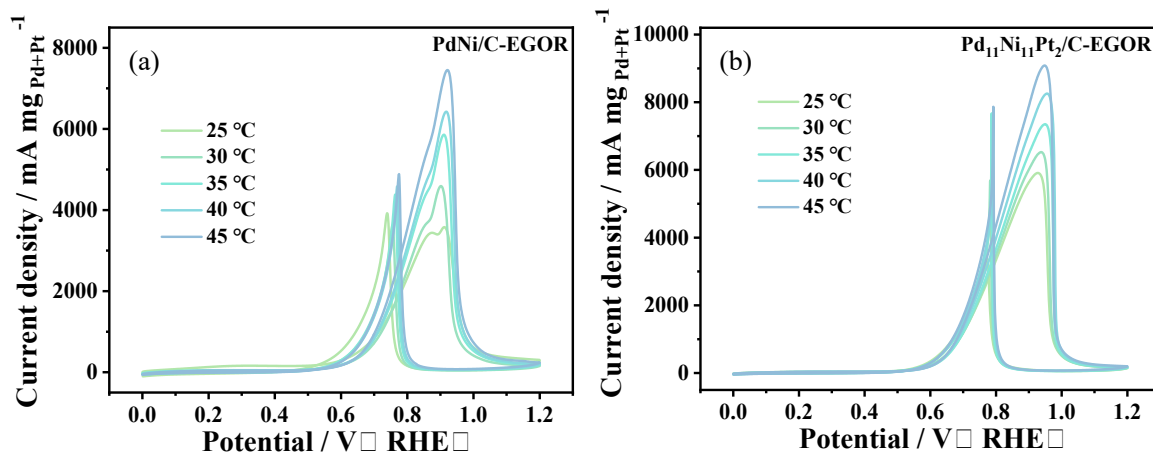 (a)
PdNi/C-EGOR
25 ℃
30 ℃
35 ℃
40 ℃
45 ℃
8000
6000
4000
2000
0
0.0 0.2 0.4 0.6 0.8 1.0 1.2
Current density / mA mg Pd+Pt -1
Potential / V□ RHE□
(b)
Pd11Ni11Pt2/C-EGOR
25 ℃
30 ℃
35 ℃
40 ℃
45 ℃
10000
8000
6000
4000
2000
0
0.0 0.2 0.4 0.6 0.8 1.0 1.2
Current density / mA mg Pd+Pt -1
Potential / V□ RHE□